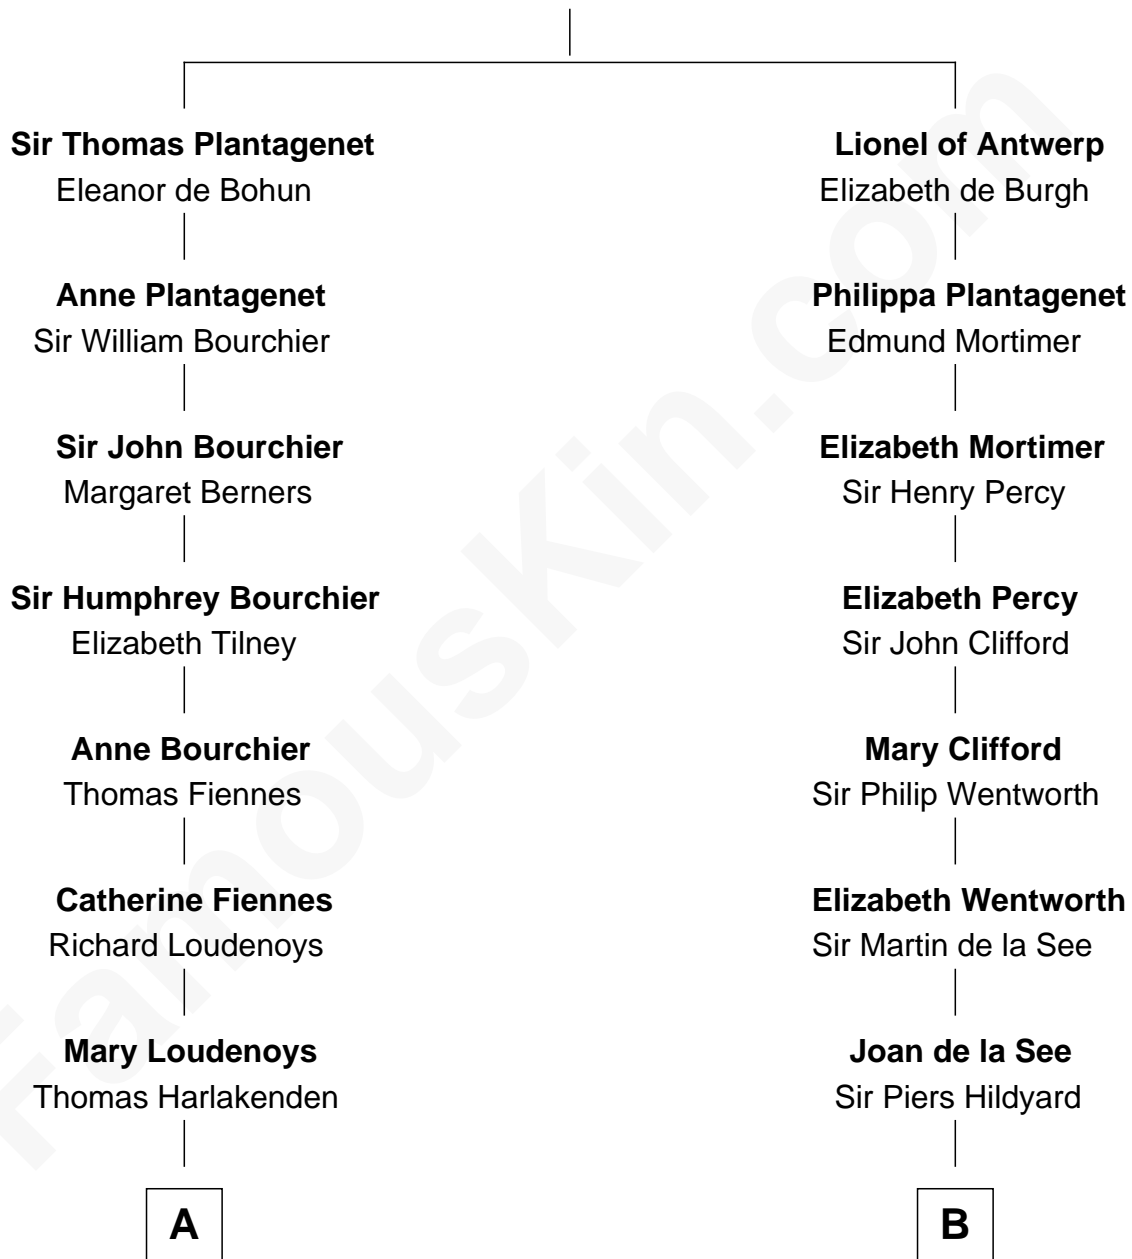 Sir Thomas Plantagenet
Eleanor de Bohun
Anne Plantagenet
Sir William Bourchier
Sir John Bourchier
Margaret Berners
Sir Humphrey Bourchier
Elizabeth Tilney
Anne Bourchier
Thomas Fiennes
Catherine Fiennes
Richard Loudenoys
Mary Loudenoys
Thomas Harlakenden
A
Lionel of Antwerp
Elizabeth de Burgh
Philippa Plantagenet
Edmund Mortimer
Elizabeth Mortimer
Sir Henry Percy
Elizabeth Percy
Sir John Clifford
Mary Clifford
Sir Philip Wentworth
Elizabeth Wentworth
Sir Martin de la See
Joan de la See
Sir Piers Hildyard
B
FamousKin.com